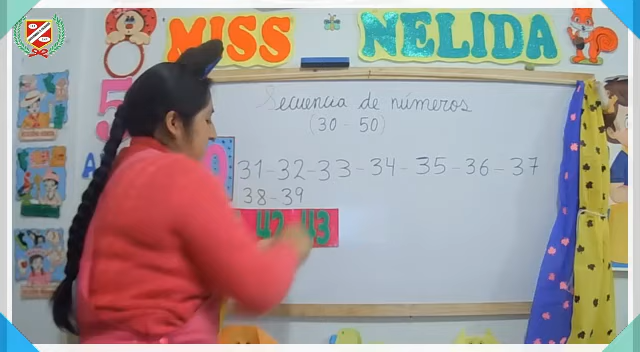 MISS NELIDA
Secuencia de números
(30 - 50)
31-32-33-34-35-36-37
38-39
42 43